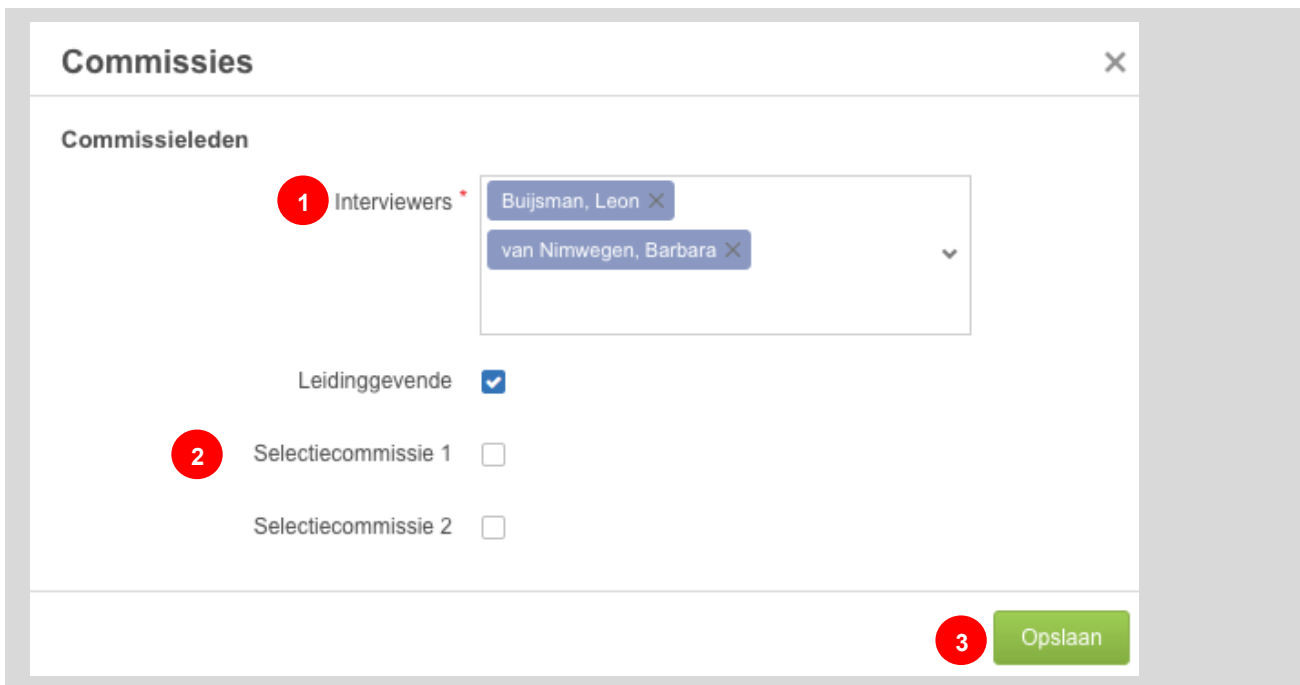 Commissies
Commissieleden
1 Interviewers *
Buijsman, Leon
van Nimwegen, Barbara
Leidinggevende
2 Selectiecommissie 1
Selectiecommissie 2
3 Opslaan